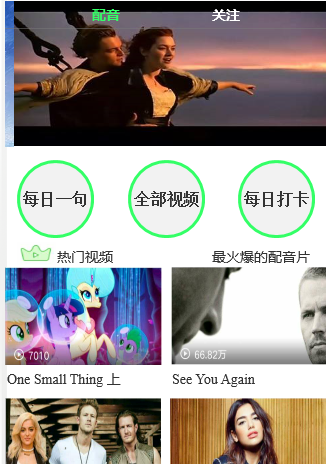 配音 关注
每日一句 全部视频 每日打卡
热门视频 最火爆的配音片
7010 66.82万
One Small Thing 上 See You Again